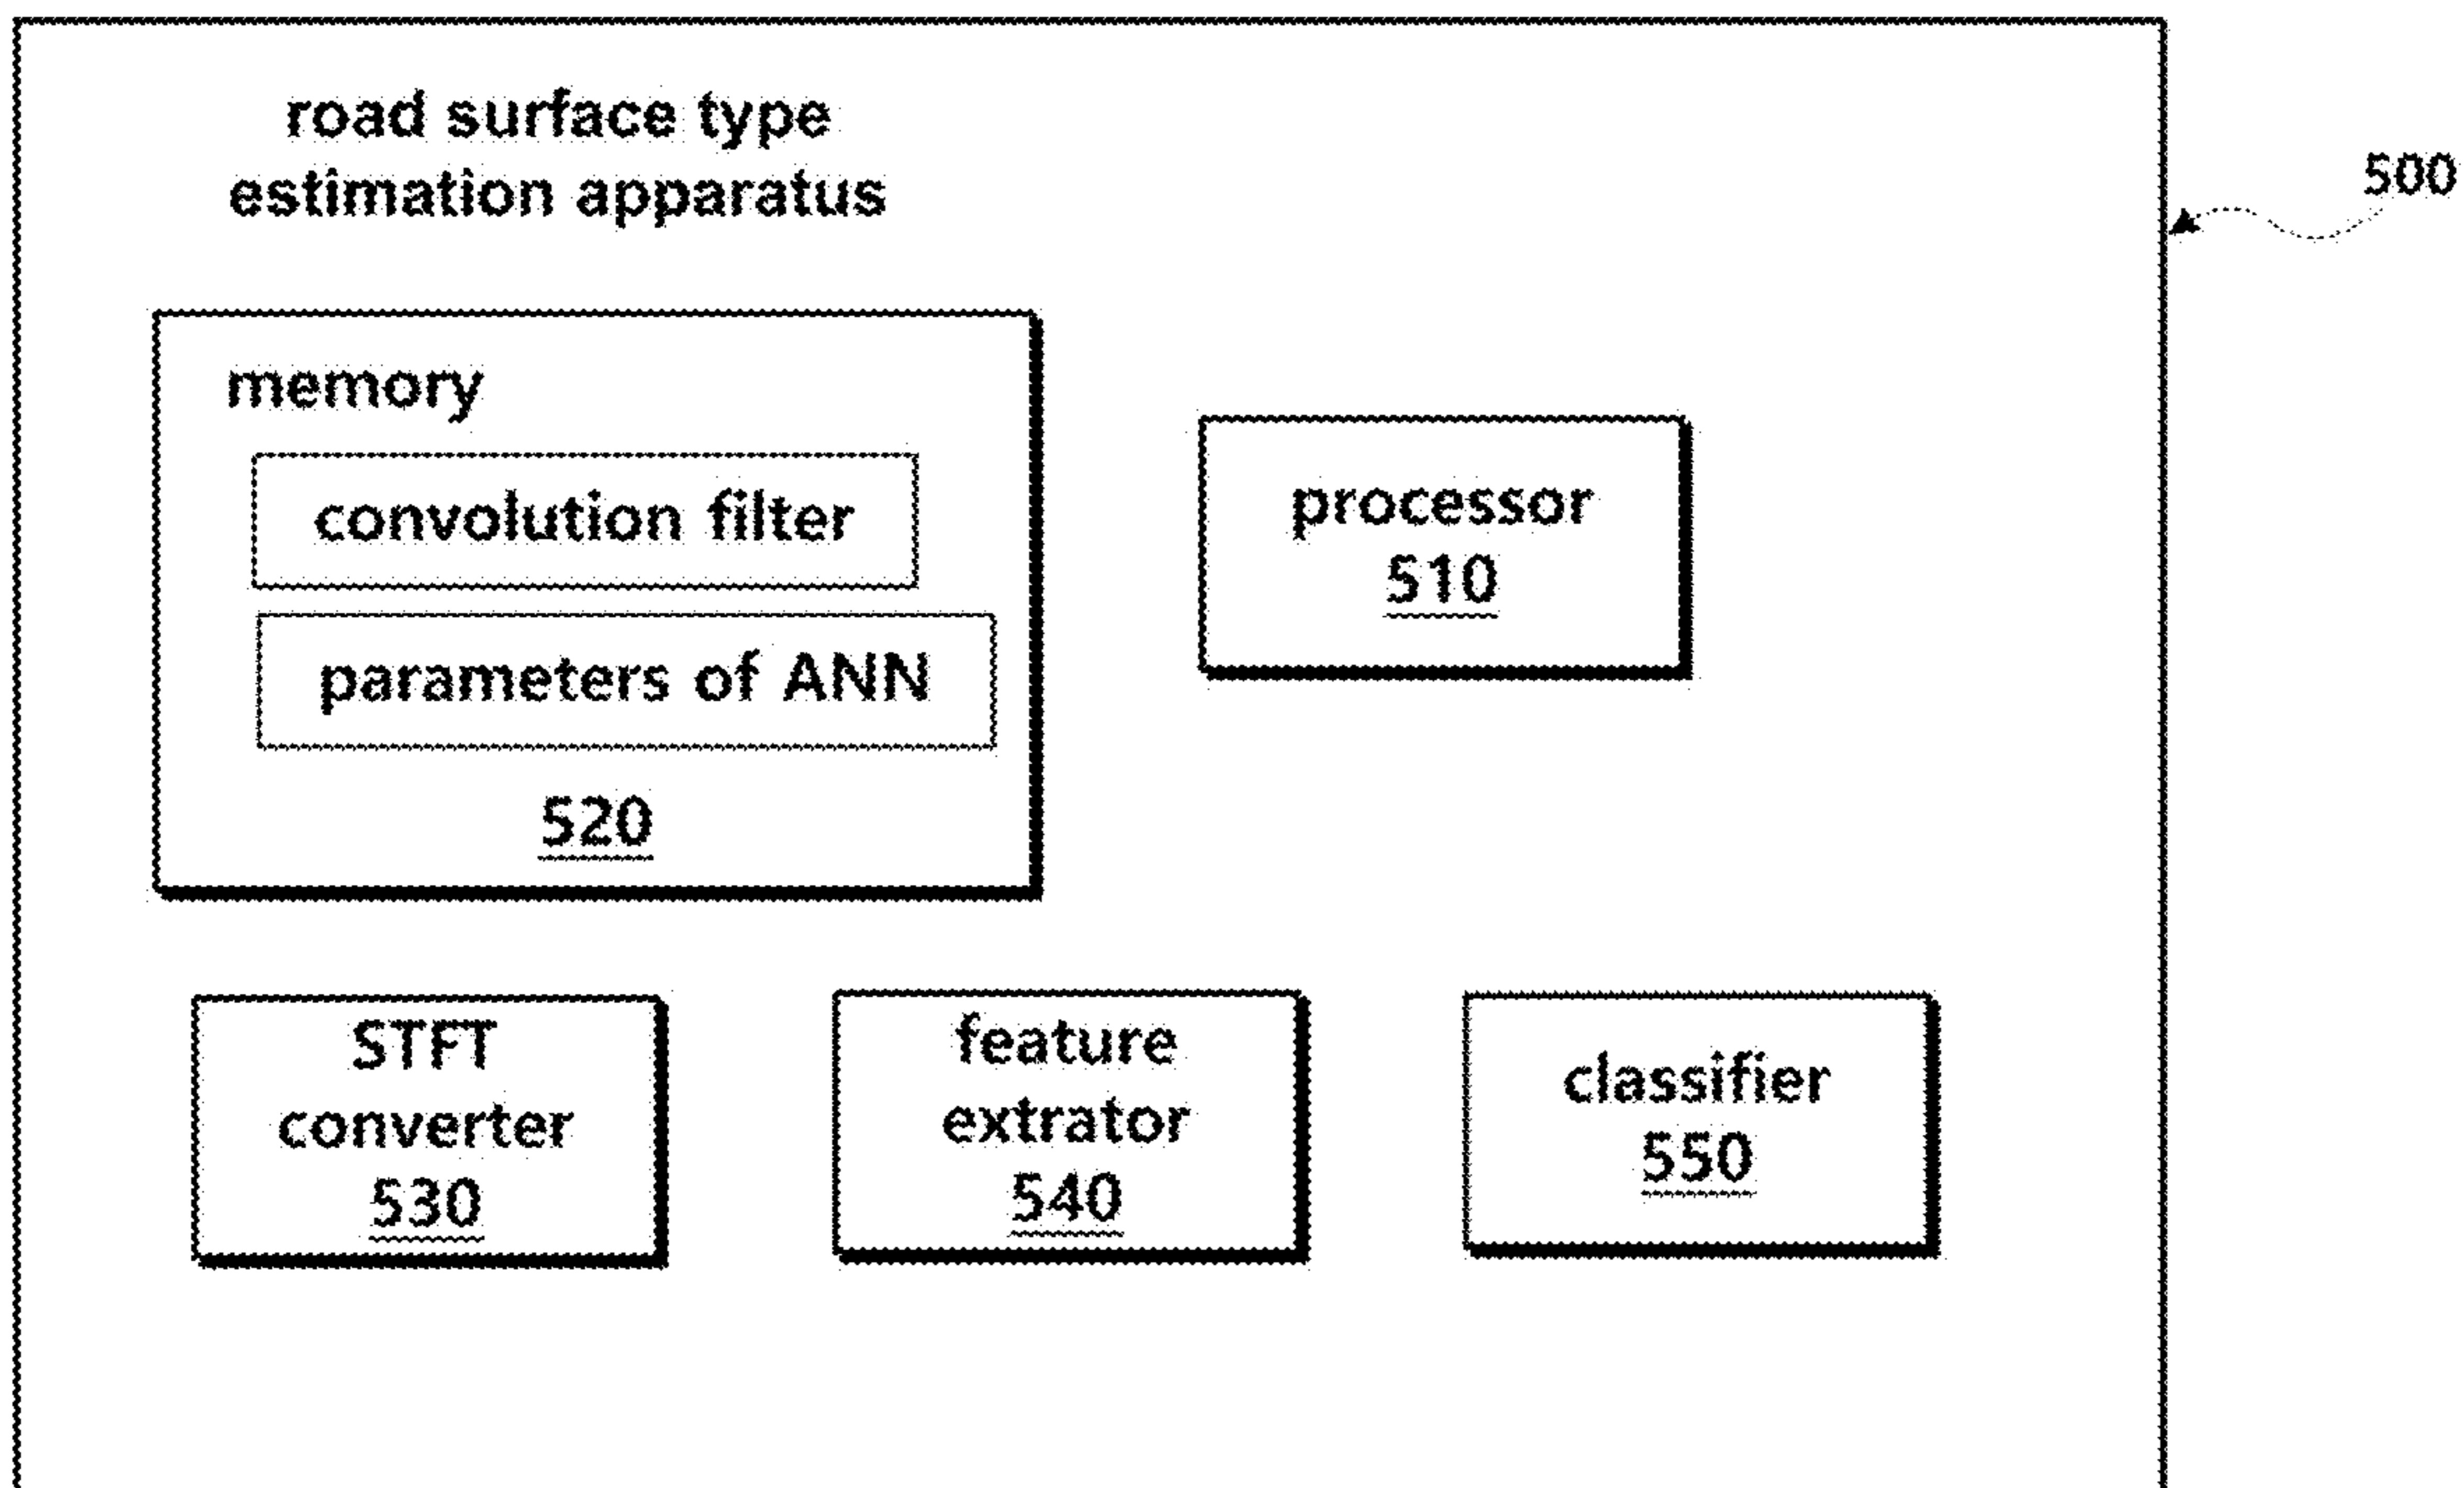 road surface type
estimation apparatus
500
memory
convolution filter
parameters of ANN
520
processor
510
STFT
converter
530
feature
extrator
540
classifier
550